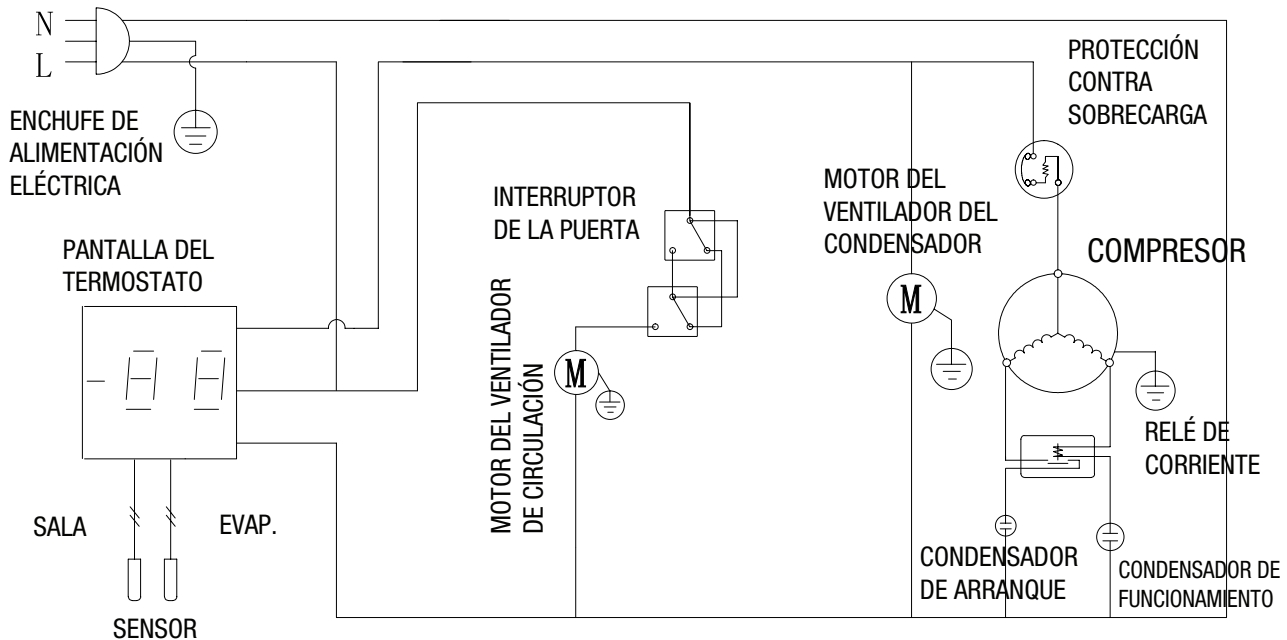 N
L
ENCHUFE DE
ALIMENTACIÓN
ELÉCTRICA
PANTALLA DEL
TERMOSTATO
SALA
EVAP.
SENSOR
INTERRUPTOR
DE LA PUERTA
M
MOTOR DEL VENTILADOR
DE CIRCULACIÓN
MOTOR DEL
VENTILADOR DEL
CONDENSADOR
M
PROTECCIÓN
CONTRA
SOBRECARGA
COMPRESOR
RELÉ DE
CORRIENTE
CONDENSADOR
DE ARRANQUE
CONDENSADOR DE
FUNCIONAMIENTO